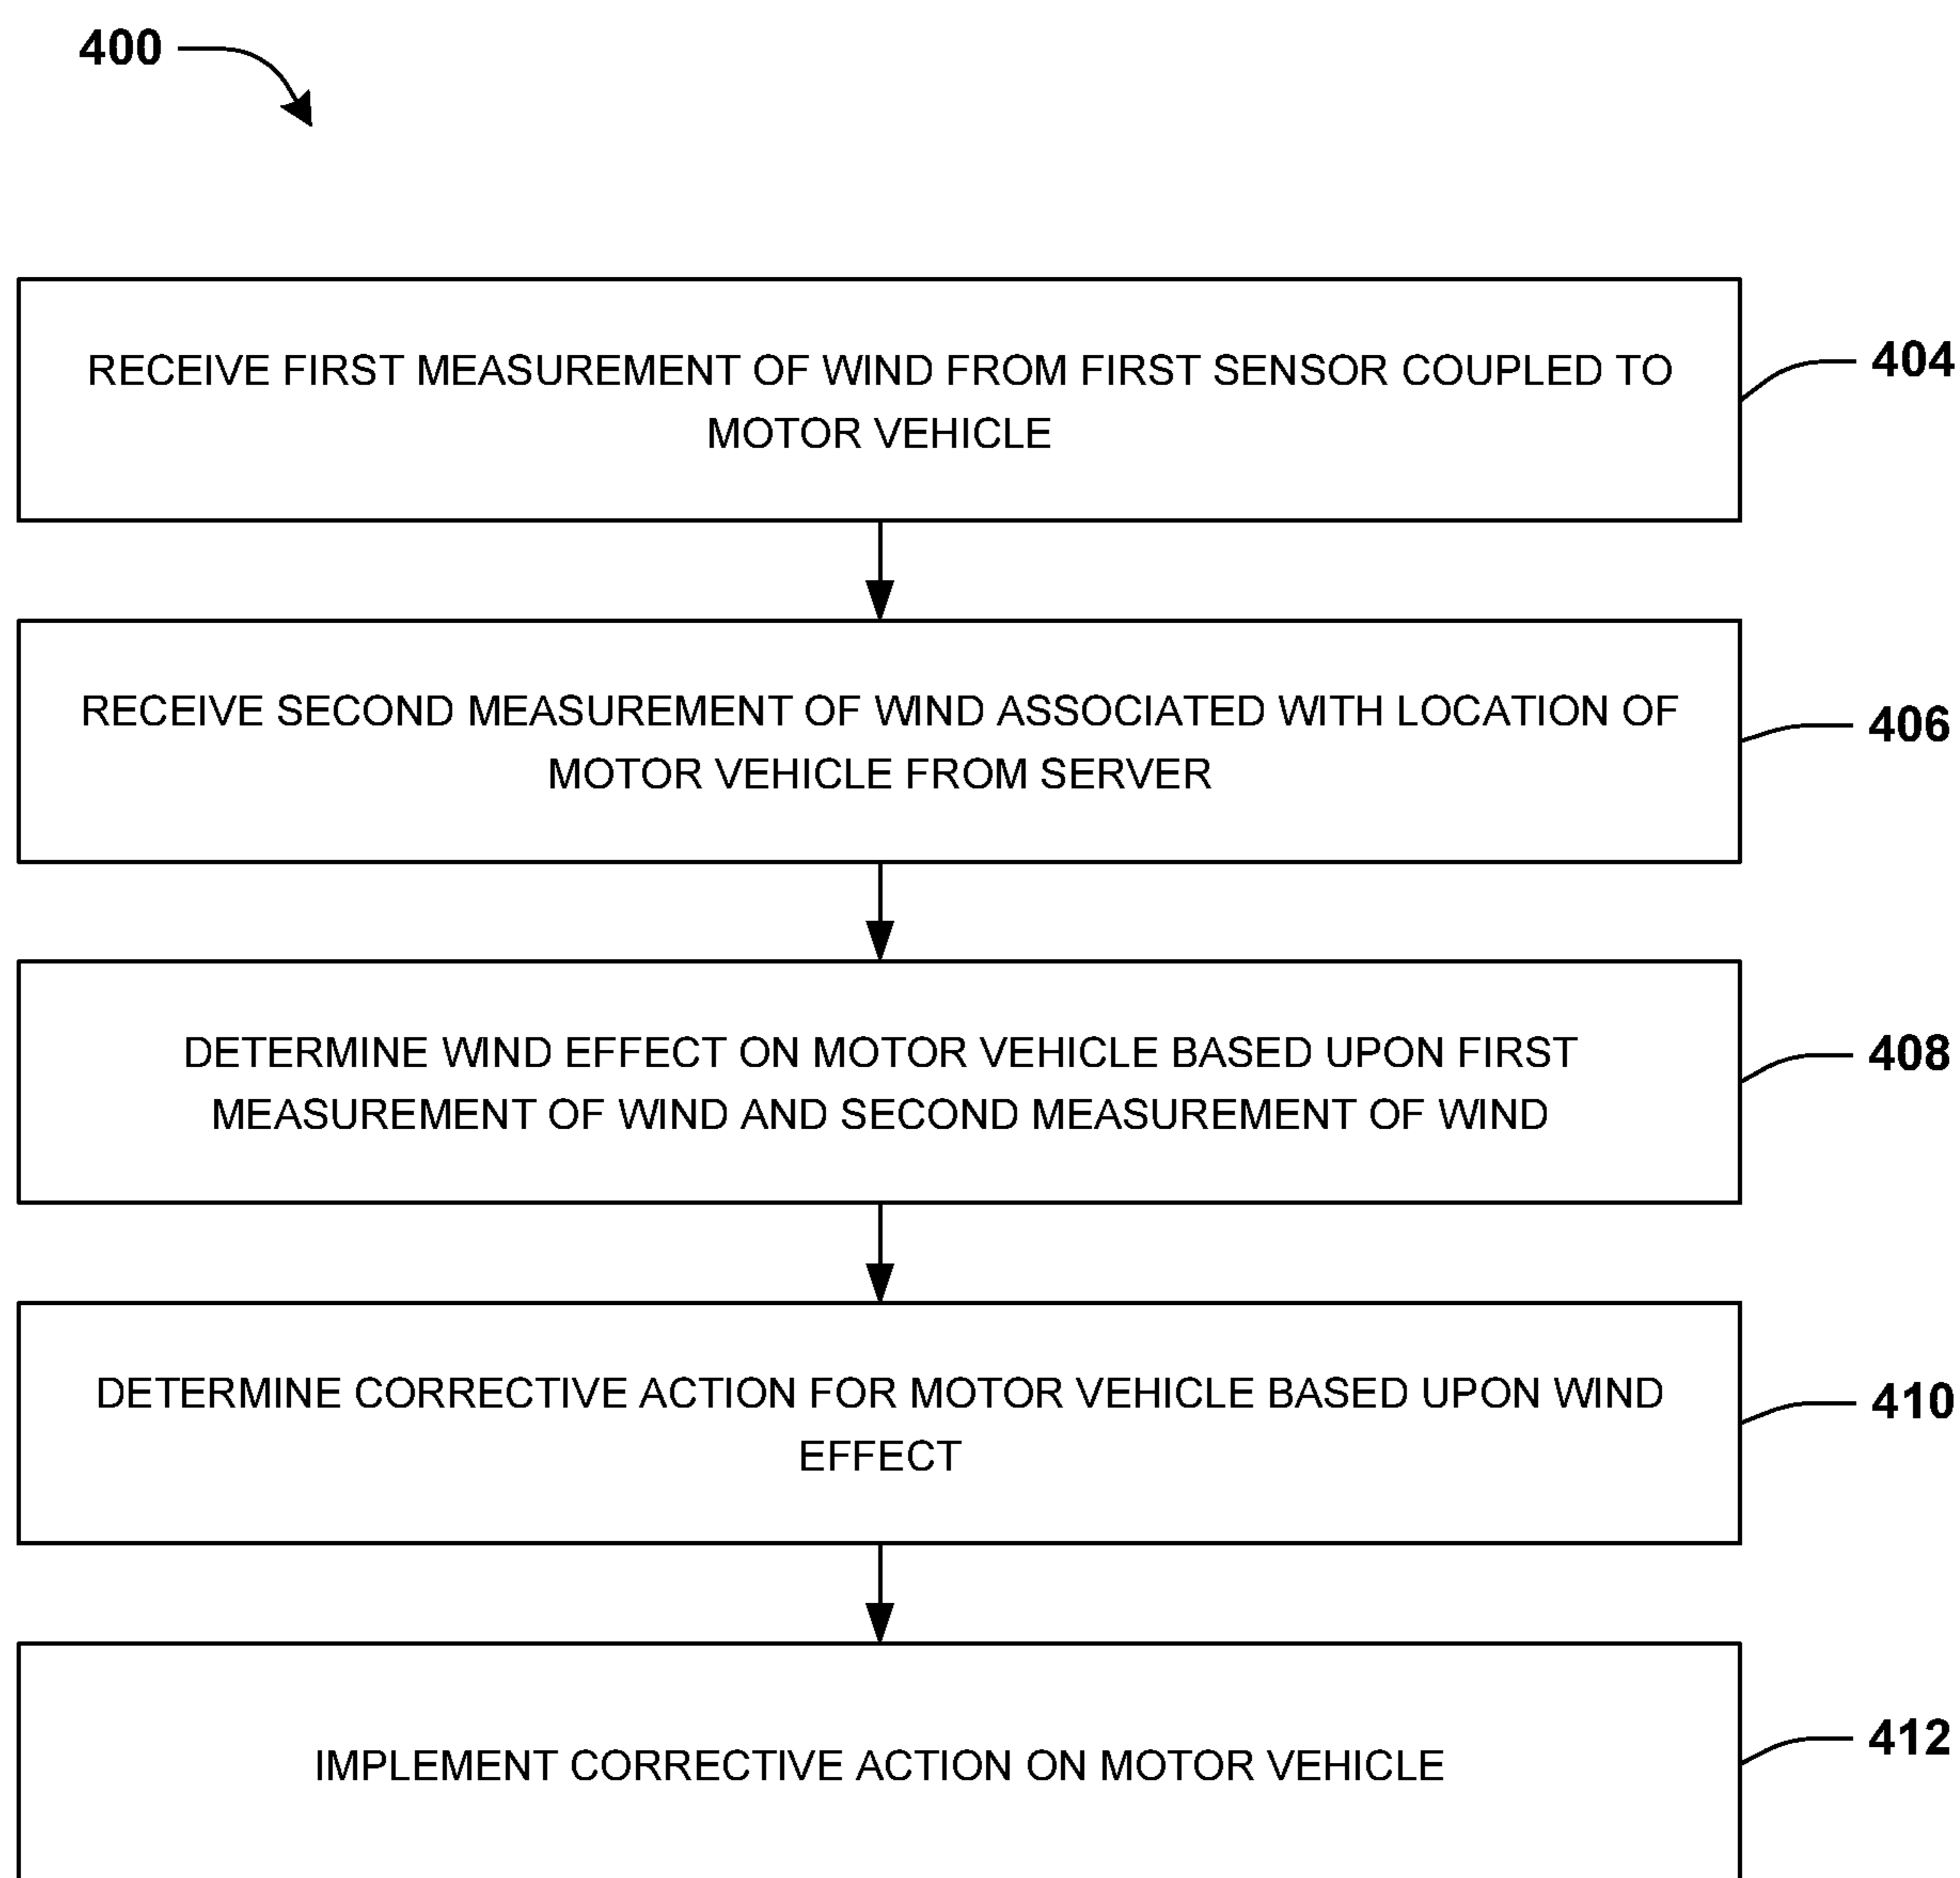 400
RECEIVE FIRST MEASUREMENT OF WIND FROM FIRST SENSOR COUPLED TO
MOTOR VEHICLE
404
RECEIVE SECOND MEASUREMENT OF WIND ASSOCIATED WITH LOCATION OF
MOTOR VEHICLE FROM SERVER
406
DETERMINE WIND EFFECT ON MOTOR VEHICLE BASED UPON FIRST
MEASUREMENT OF WIND AND SECOND MEASUREMENT OF WIND
408
DETERMINE CORRECTIVE ACTION FOR MOTOR VEHICLE BASED UPON WIND
EFFECT
410
IMPLEMENT CORRECTIVE ACTION ON MOTOR VEHICLE
412